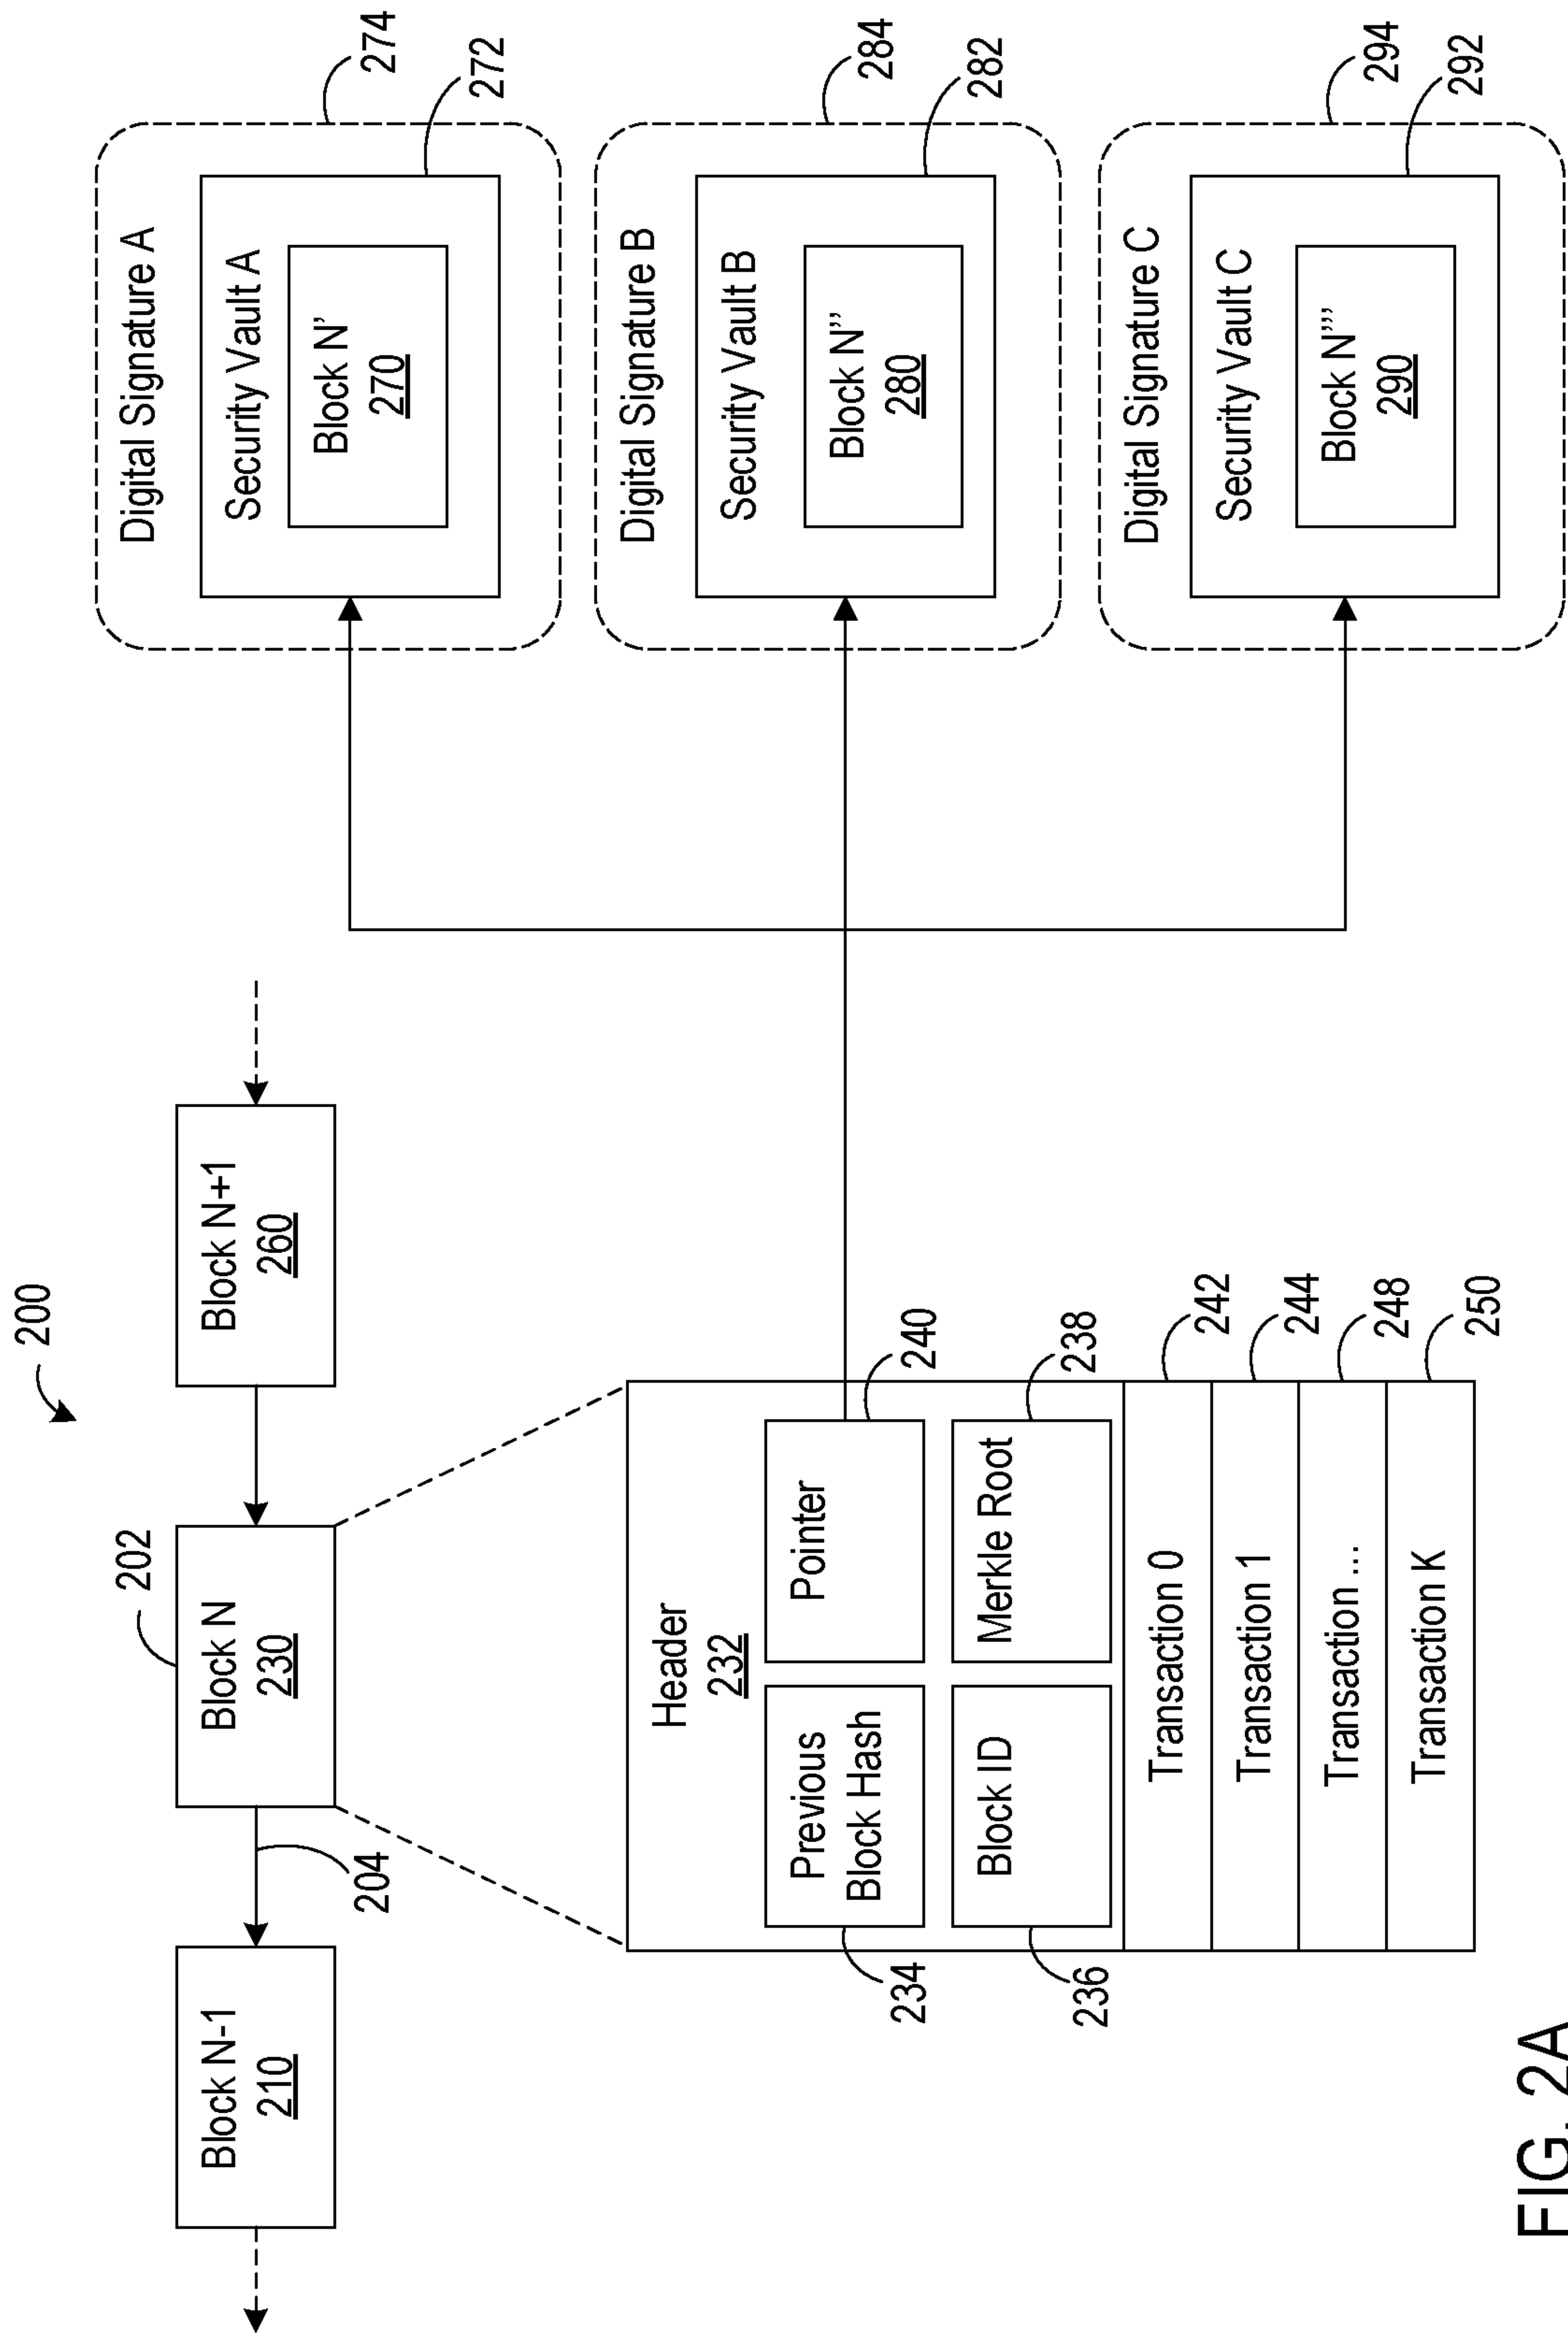 200
202
Block N-1
210
204
Block N
230
Block N+1
260
Header
232
Previous
Block Hash
234
Pointer
240
Block ID
236
Merkle Root
238
Transaction 0
242
Transaction 1
244
Transaction ...
248
Transaction K
250
Digital Signature A
274
Security Vault A
272
Block N'
270
Digital Signature B
284
Security Vault B
282
Block N''
280
Digital Signature C
294
Security Vault C
292
Block N'''
290
FIG. 2A